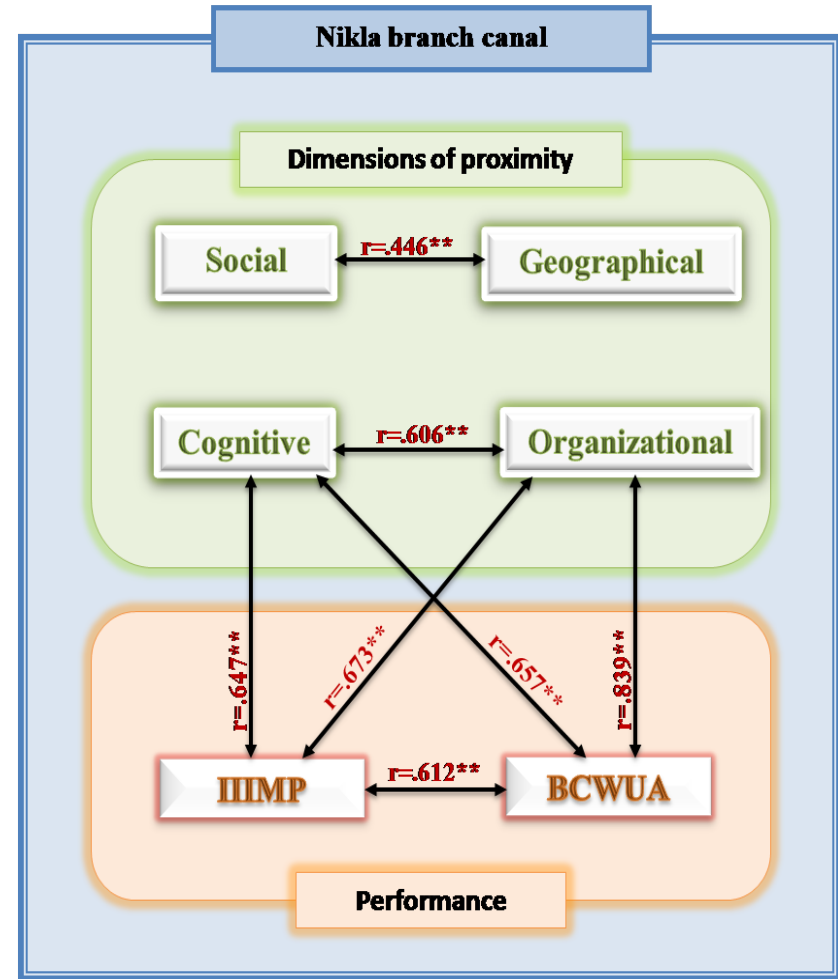 Nikla branch canal
Dimensions of proximity
Social
r=.446**
Geographical
Cognitive
r=.606**
Organizational
r=.647**
r=.673**
r=.657**
r=.839**
IIIMP
r=.612**
BCWUA
Performance